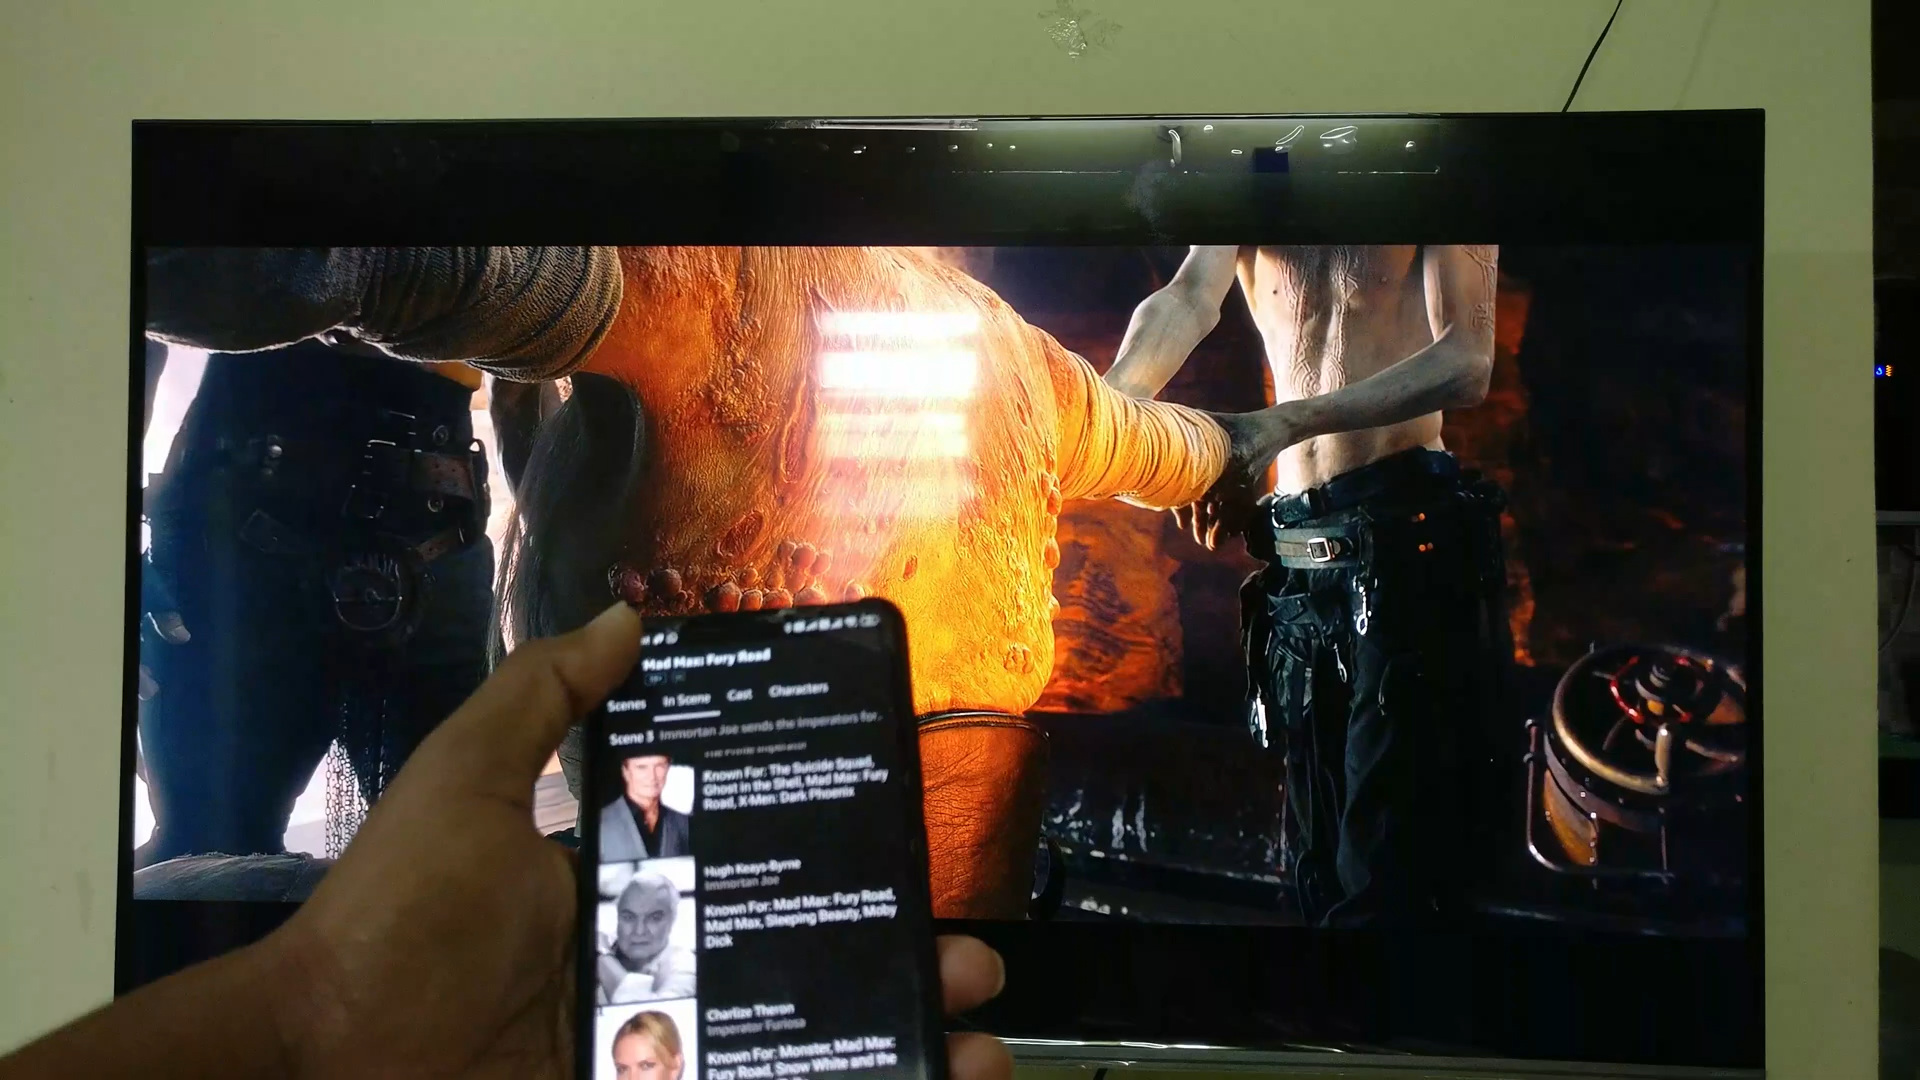 Mad Max: Fury Road
Scenes In Scene Cast Characters
Scene 3 Immortan Joe sends the Imperators for..
Known For: The Suicide Squad,
Ghost in the Shell, Mad Max: Fury
Road, X-Men: Dark Phoenix
Hugh Keays-Byrne
Immortan Joe
Known For: Mad Max: Fury Road,
Mad Max, Sleeping Beauty, Moby
Dick
Charlize Theron
Imperator Furiosa
Known For: Monster, Mad Max:
Fury Road, Snow White and the